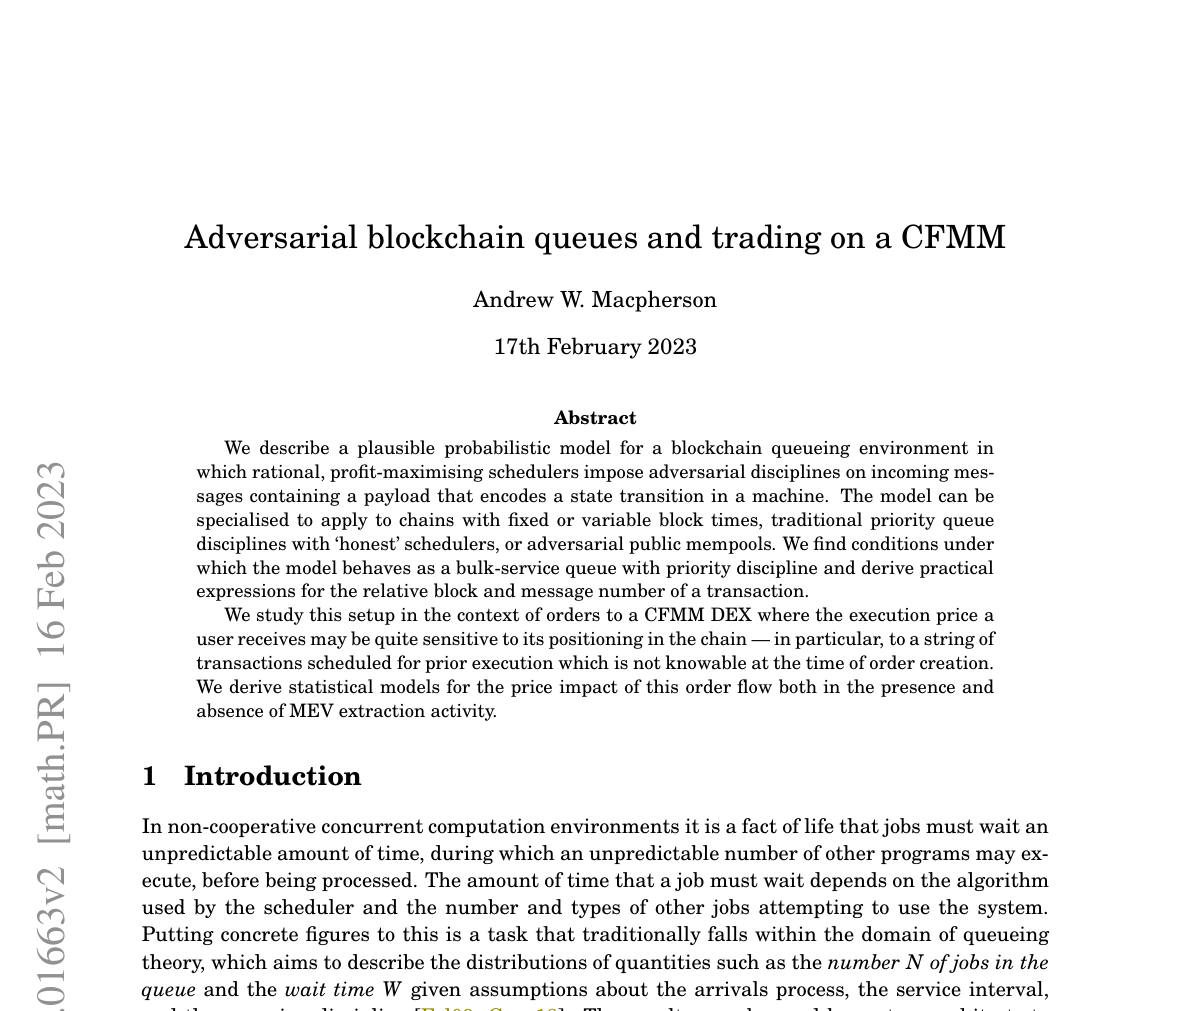 Adversarial blockchain queues and trading on a CFMM
Andrew W. Macpherson
17th February 2023
Abstract
We describe a plausible probabilistic model for a blockchain queueing environment in
which rational, profit-maximising schedulers impose adversarial disciplines on incoming mes-
sages containing a payload that encodes a state transition in a machine. The model can be
specialised to apply to chains with fixed or variable block times, traditional priority queue
disciplines with ‘honest’ schedulers, or adversarial public mempools. We find conditions under
which the model behaves as a bulk-service queue with priority discipline and derive practical
expressions for the relative block and message number of a transaction.
We study this setup in the context of orders to a CFMM DEX where the execution price a
user receives may be quite sensitive to its positioning in the chain — in particular, to a string of
transactions scheduled for prior execution which is not knowable at the time of order creation.
We derive statistical models for the price impact of this order flow both in the presence and
absence of MEV extraction activity.
1 Introduction
In non-cooperative concurrent computation environments it is a fact of life that jobs must wait an
unpredictable amount of time, during which an unpredictable number of other programs may ex-
ecute, before being processed. The amount of time that a job must wait depends on the algorithm
used by the scheduler and the number and types of other jobs attempting to use the system.
Putting concrete figures to this is a task that traditionally falls within the domain of queueing
theory, which aims to describe the distributions of quantities such as the number N of jobs in the
queue and the wait time W given assumptions about the arrivals process, the service interval,
.01663v2 [math.PR] 16 Feb 2023